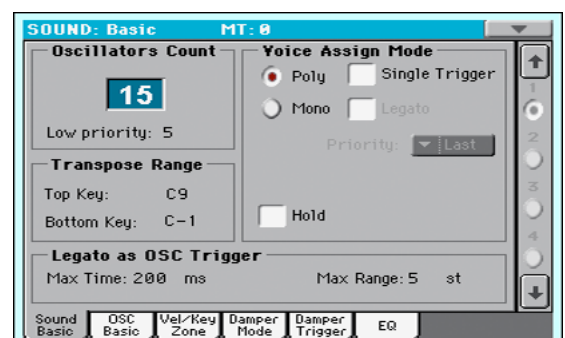 SOUND: Basic MT: 0
Oscillators Count
15
Low priority: 5
Voice Assign Mode
Poly Single Trigger
Mono Legato
Priority: Last
Hold
Transpose Range
Top Key: C9
Bottom Key: C-1
Legato as OSC Trigger
Max Time: 200 ms Max Range: 5 st
1
2
3
4
Sound Basic
OSC Basic
Vel/Key Zone
Damper Mode
Damper Trigger
EQ